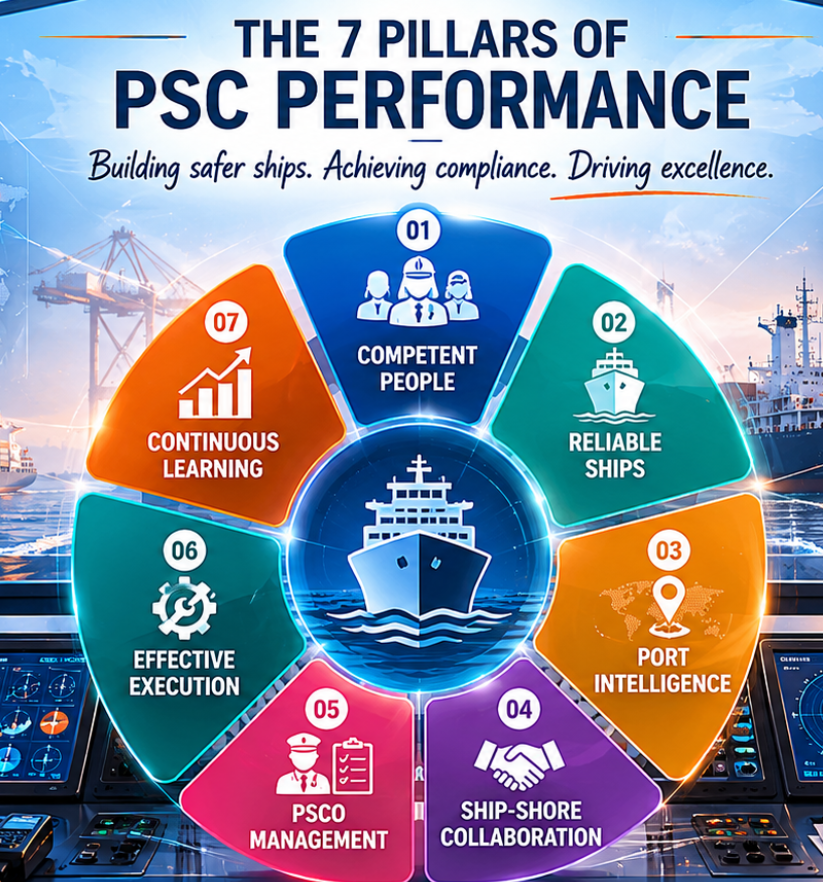 THE 7 PILLARS OF
PSC PERFORMANCE
Building safer ships. Achieving compliance. Driving excellence.
01
COMPETENT
PEOPLE
02
RELIABLE
SHIPS
03
PORT
INTELLIGENCE
04
SHIP-SHORE
COLLABORATION
05
PSCO
MANAGEMENT
06
EFFECTIVE
EXECUTION
07
CONTINUOUS
LEARNING